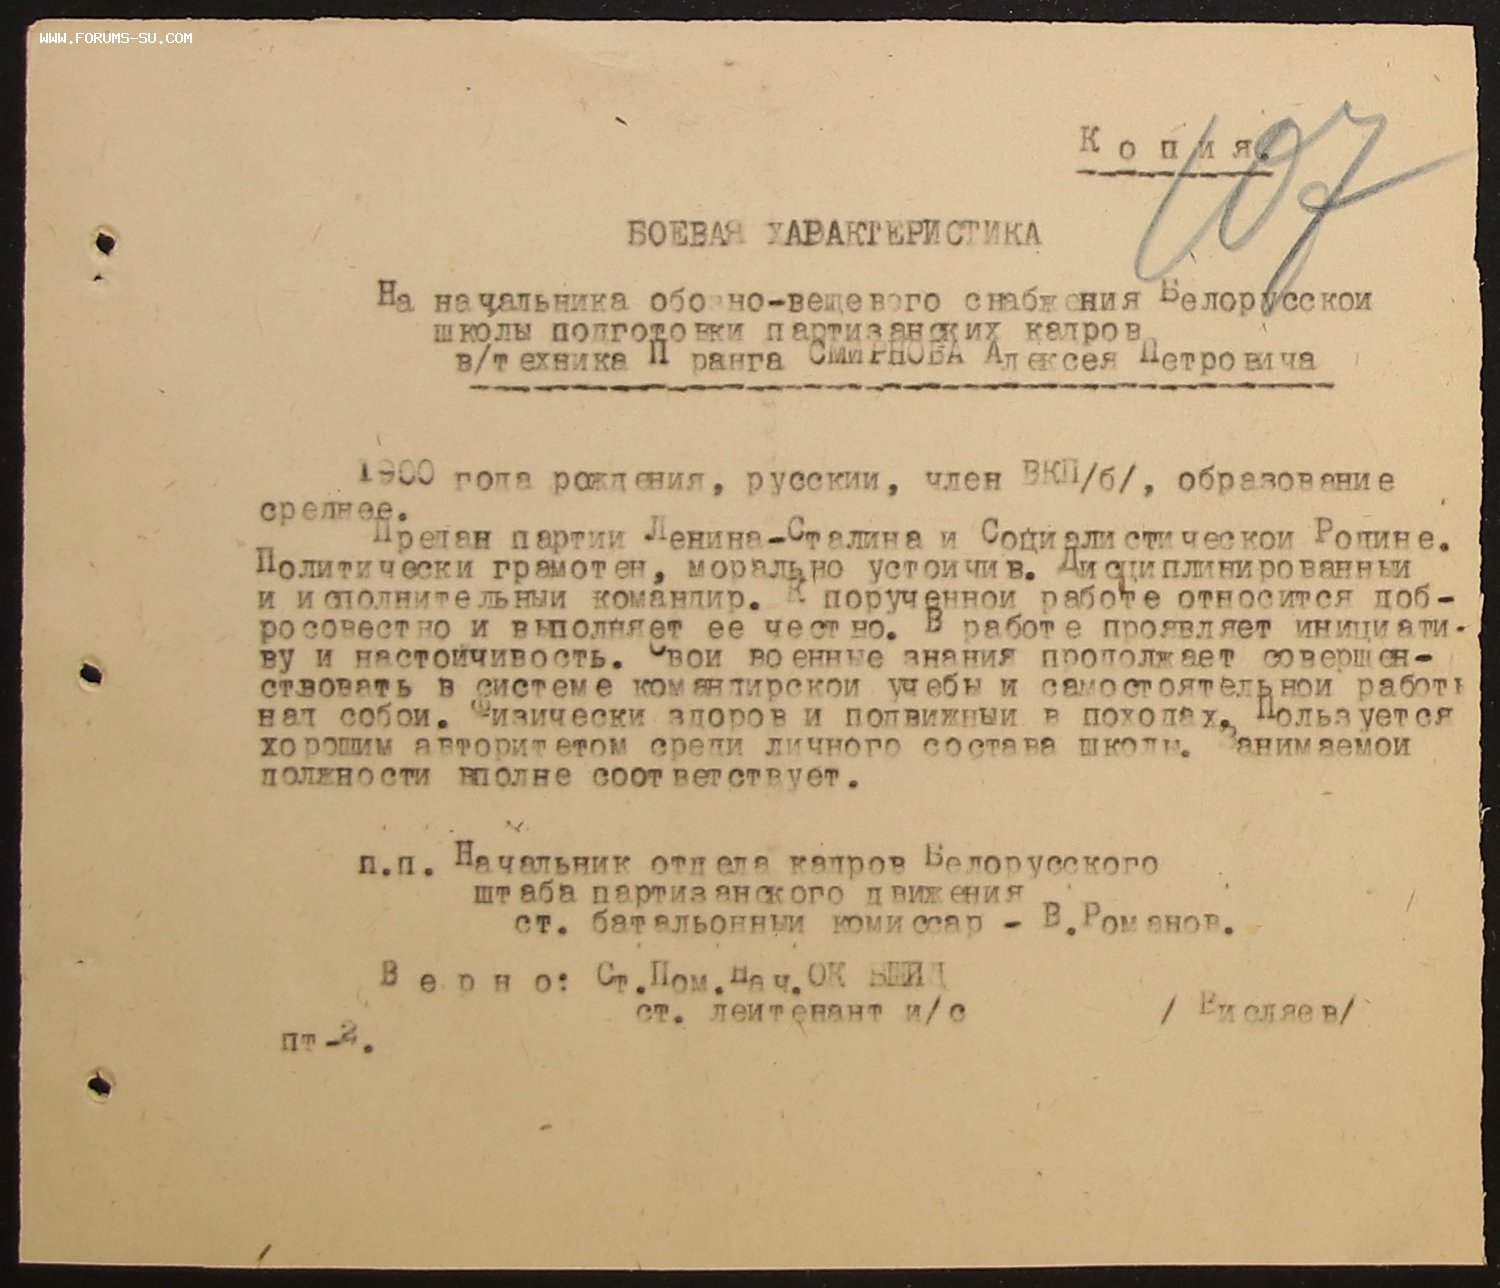 WWW.FORUMS-SU.COM
107
Копия.
БОЕВАЯ ХАРАКТЕРИСТИКА
На начальника обозно-вещевого снабжения Белорусской
школы подготовки партизанских кадров
в/техника П ранга СМИРНОВА Алексея Петровича
1900 года рождения, русский, член ВКП/б/, образование
среднее.
Предан партии Ленина-Сталина и Социалистической Родине.
Политически грамотен, морально устойчив. Дисциплинированный
и исполнительный командир. К порученной работе относится доб-
росовестно и выполняет ее честно. В работе проявляет инициати-
ву и настойчивость. Свои военные знания продолжает совершен-
ствовать в системе командирской учебы и самостоятельной работы
над собой. Физически здоров и подвижный в походах. Пользуется
хорошим авторитетом среди личного состава школы. Занимаемой
должности вполне соответствует.
п.п. Начальник отдела кадров Белорусского
штаба партизанского движения
ст. батальонный комиссар - В.Романов.
Верно: Ст.Пом.Нач.ОК БШПД
ст. лейтенант и/с / Висляев/
пт-2.